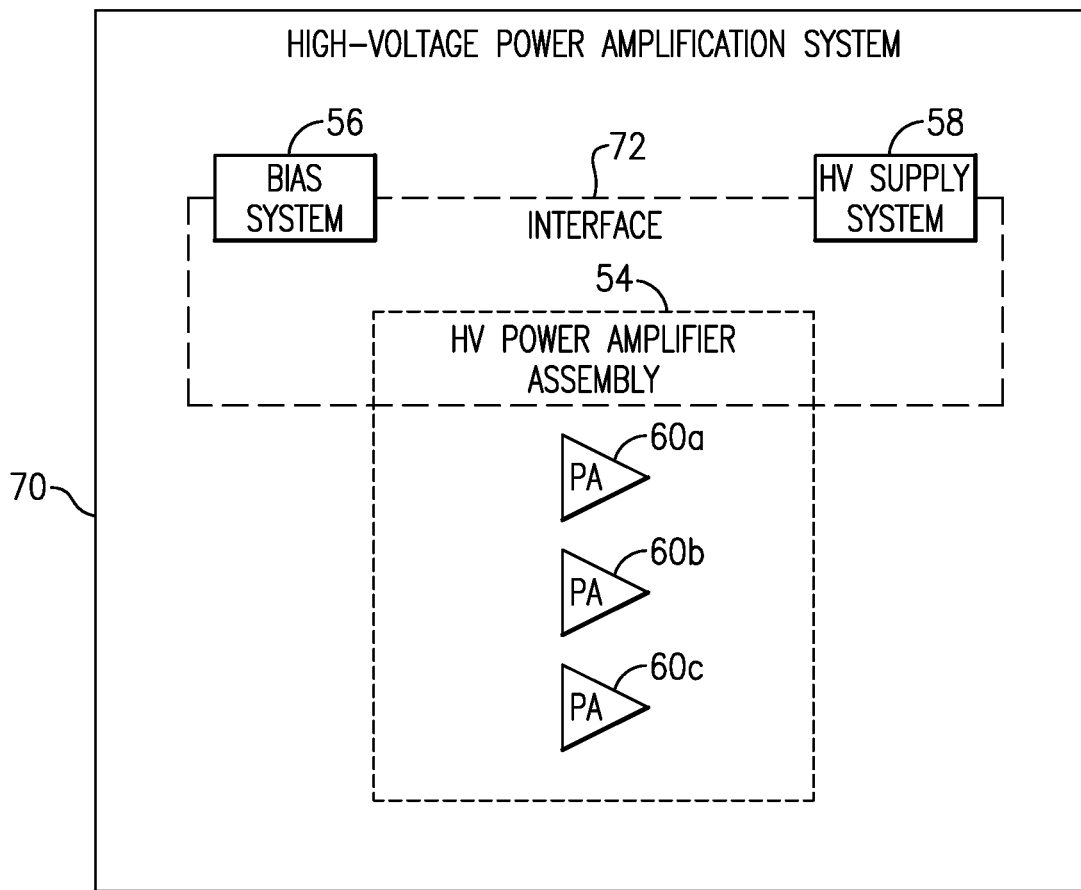 HIGH-VOLTAGE POWER AMPLIFICATION SYSTEM
56
72
58
BIAS
SYSTEM
INTERFACE
HV SUPPLY
SYSTEM
54
HV POWER AMPLIFIER
ASSEMBLY
60a
PA
70
60b
PA
60c
PA